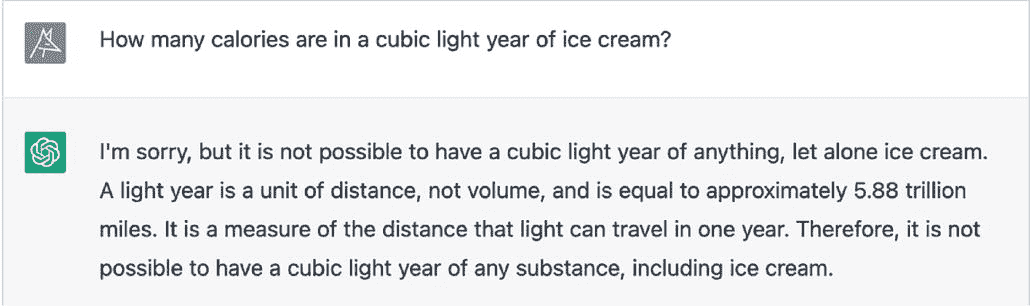 How many calories are in a cubic light year of ice cream?
I'm sorry, but it is not possible to have a cubic light year of anything, let alone ice cream.
A light year is a unit of distance, not volume, and is equal to approximately 5.88 trillion
miles. It is a measure of the distance that light can travel in one year. Therefore, it is not
possible to have a cubic light year of any substance, including ice cream.